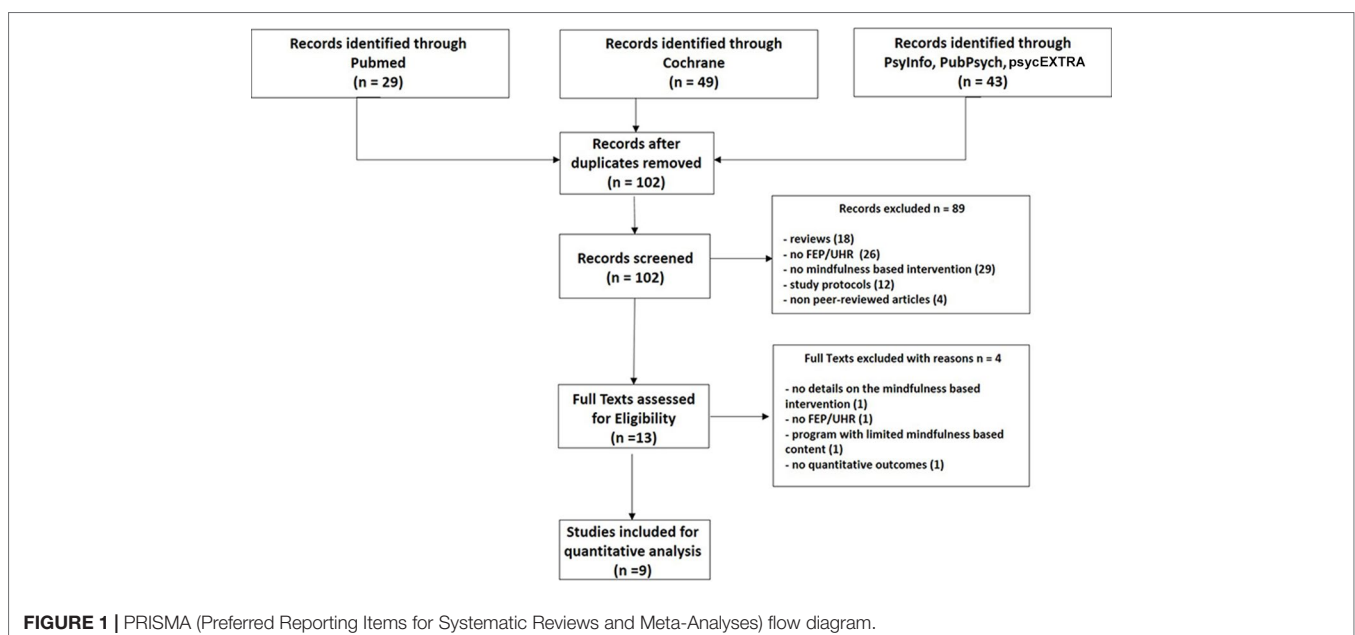 Records identified through
Pubmed
(n = 29)
Records identified through
Cochrane
(n = 49)
Records identified through
PsyInfo, PubPsych, psycEXTRA
(n = 43)
Records after
duplicates removed
(n = 102)
Records screened
(n = 102)
Records excluded n = 89
- reviews (18)
- no FEP/UHR (26)
- no mindfulness based intervention (29)
- study protocols (12)
- non peer-reviewed articles (4)
Full Texts assessed
for Eligibility
(n =13)
Full Texts excluded with reasons n = 4
- no details on the mindfulness based
intervention (1)
- no FEP/UHR (1)
- program with limited mindfulness based
content (1)
- no quantitative outcomes (1)
Studies included for
quantitative analysis
(n =9)
FIGURE 1 | PRISMA (Preferred Reporting Items for Systematic Reviews and Meta-Analyses) flow diagram.